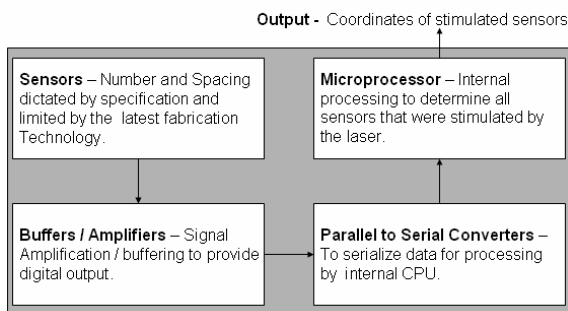 Output - Coordinates of stimulated sensors
Sensors – Number and Spacing
dictated by specification and
limited by the latest fabrication
Technology.
Microprocessor – Internal
processing to determine all
sensors that were stimulated by
the laser.
Buffers / Amplifiers – Signal
Amplification / buffering to provide
digital output.
Parallel to Serial Converters –
To serialize data for processing
by internal CPU.